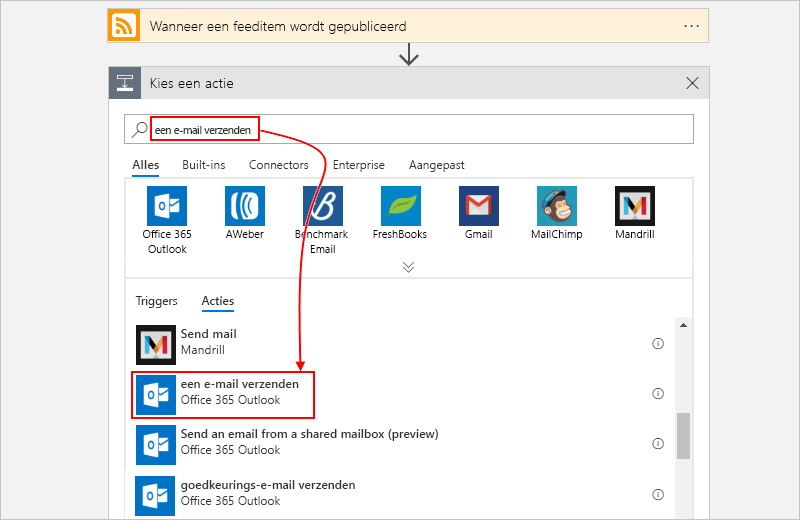 Wanneer een feeditem wordt gepubliceerd
Kies een actie
een e-mail verzenden
Alles Built-ins Connectors Enterprise Aangepast
Office 365 Outlook
AWeber
Benchmark Email
FreshBooks
Gmail
MailChimp
Mandrill
Triggers Acties
Send mail
Mandrill
een e-mail verzenden
Office 365 Outlook
Send an email from a shared mailbox (preview)
Office 365 Outlook
goedkeurings-e-mail verzenden
Office 365 Outlook